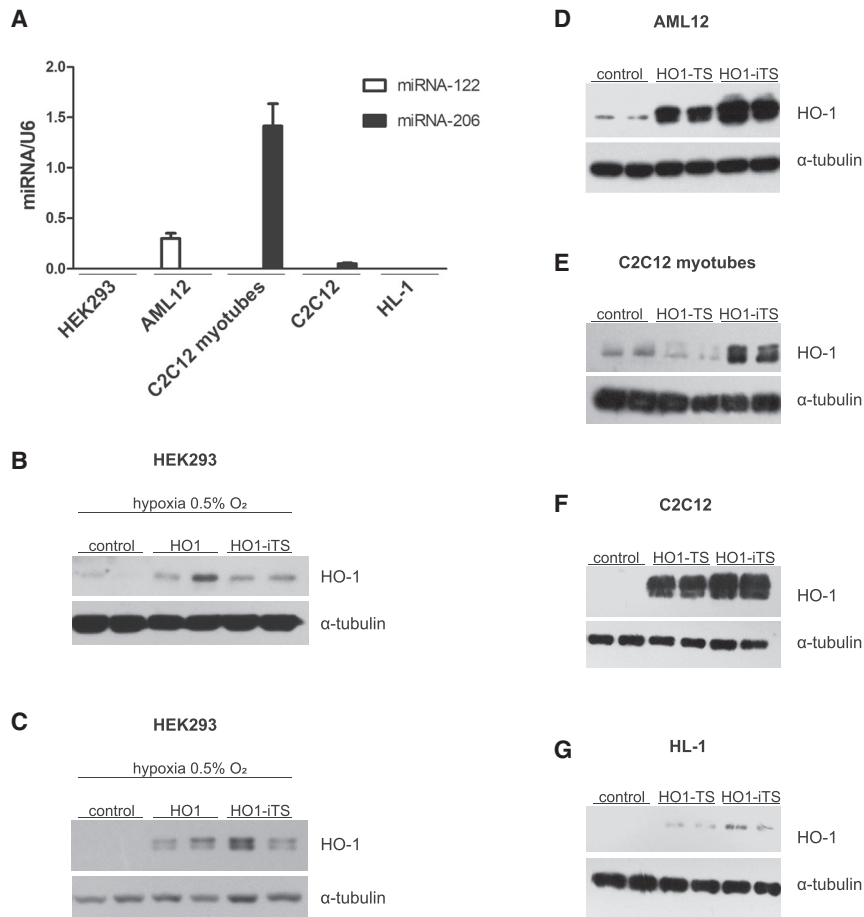 A
miRNA/U6
2.0
1.5
1.0
0.5
0.0
miRNA-122
miRNA-206
HEK293
AML12
C2C12 myotubes
C2C12
HL-1
B
HEK293
hypoxia 0.5% O₂
control HO1 HO1-iTS
HO-1
α-tubulin
C
HEK293
hypoxia 0.5% O₂
control HO1 HO1-iTS
HO-1
α-tubulin
D
AML12
control HO1-TS HO1-iTS
HO-1
α-tubulin
E
C2C12 myotubes
control HO1-TS HO1-iTS
HO-1
α-tubulin
F
C2C12
control HO1-TS HO1-iTS
HO-1
α-tubulin
G
HL-1
control HO1-TS HO1-iTS
HO-1
α-tubulin